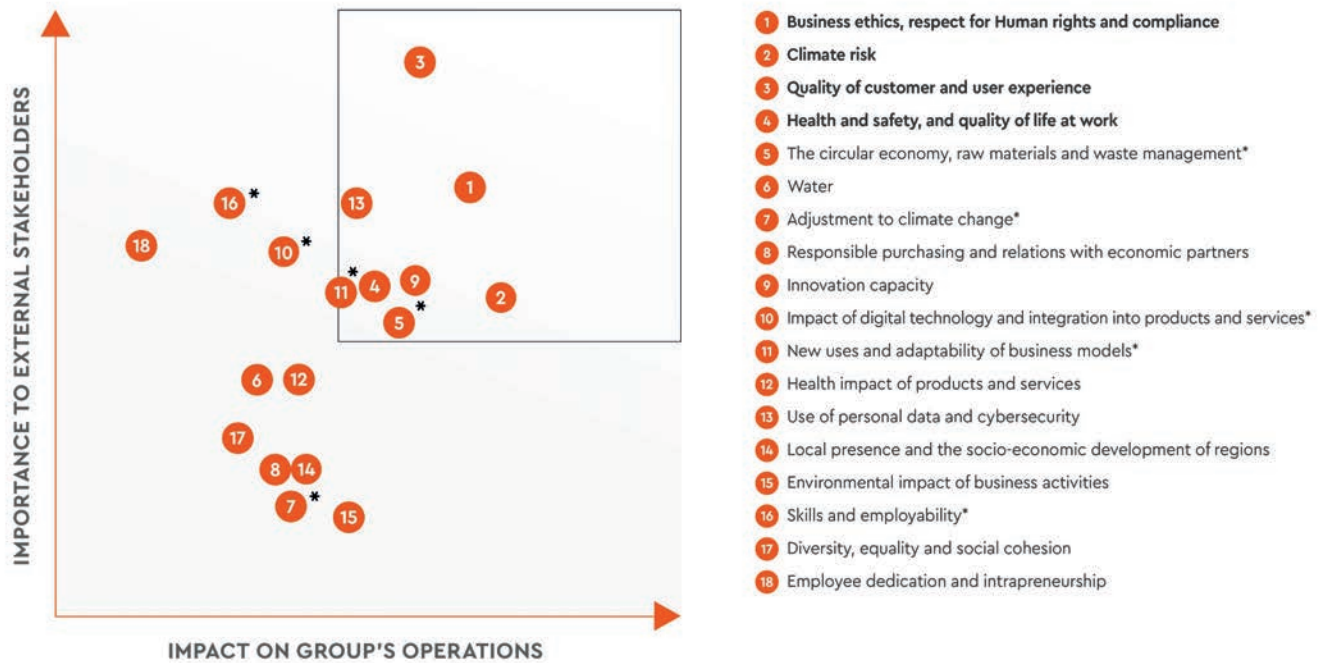 IMPORTANCE TO EXTERNAL STAKEHOLDERS
3
1
16 *
13
18
10 *
11 *
4
9
2
5 *
6
12
17
8
14
7 *
15
IMPACT ON GROUP'S OPERATIONS
1 Business ethics, respect for Human rights and compliance
2 Climate risk
3 Quality of customer and user experience
4 Health and safety, and quality of life at work
5 The circular economy, raw materials and waste management*
6 Water
7 Adjustment to climate change*
8 Responsible purchasing and relations with economic partners
9 Innovation capacity
10 Impact of digital technology and integration into products and services*
11 New uses and adaptability of business models*
12 Health impact of products and services
13 Use of personal data and cybersecurity
14 Local presence and the socio-economic development of regions
15 Environmental impact of business activities
16 Skills and employability*
17 Diversity, equality and social cohesion
18 Employee dedication and intrapreneurship